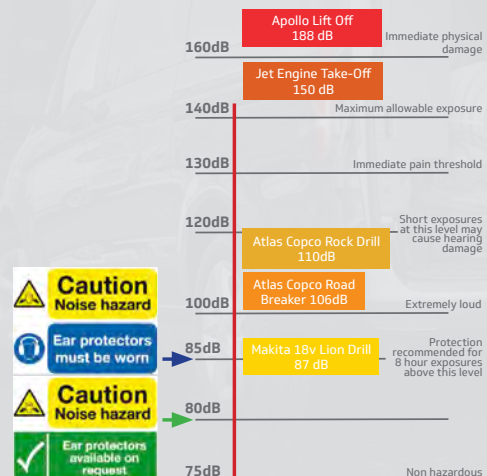 Apollo Lift Off
188 dB
Immediate physical
damage
160dB
Jet Engine Take-Off
150 dB
140dB
Maximum allowable exposure
130dB
Immediate pain threshold
120dB
Short exposures
at this level may
cause hearing
damage
Atlas Copco Rock Drill
110dB
Atlas Copco Road
Breaker 106dB
100dB
Extremely loud
Caution
Noise hazard
Ear protectors
must be worn
85dB
Makita 18v Lion Drill
87 dB
Protection
recommended for
8 hour exposures
above this level
Caution
Noise hazard
80dB
Ear protectors
available on
request
75dB
Non hazardous